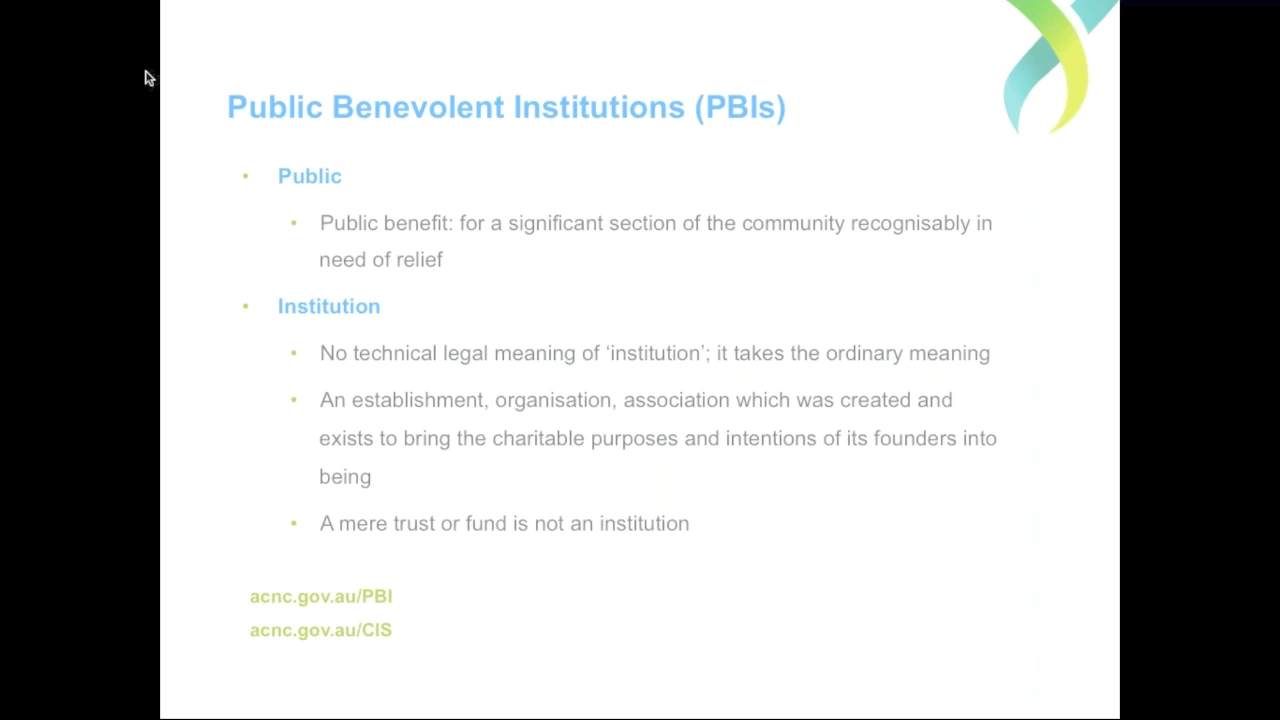 Public Benevolent Institutions (PBIs)
• Public
• Public benefit: for a significant section of the community recognisably in
need of relief
• Institution
• No technical legal meaning of ‘institution’; it takes the ordinary meaning
• An establishment, organisation, association which was created and
exists to bring the charitable purposes and intentions of its founders into
being
• A mere trust or fund is not an institution
acnc.gov.au/PBI
acnc.gov.au/CIS